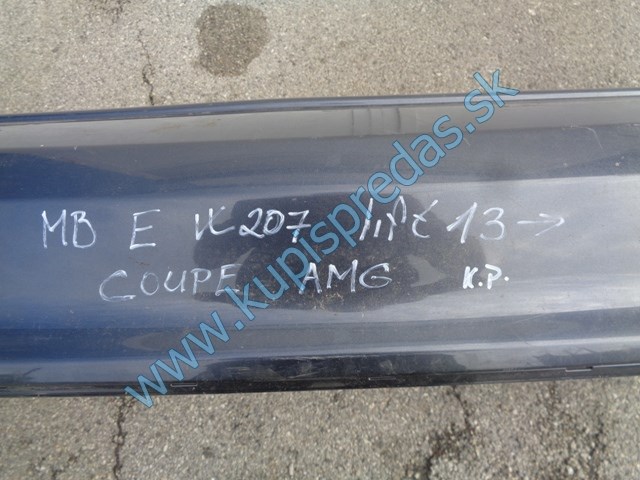 MB E W207 lift 13 →
COUPE AMG K.P.
www.kupispredas.sk